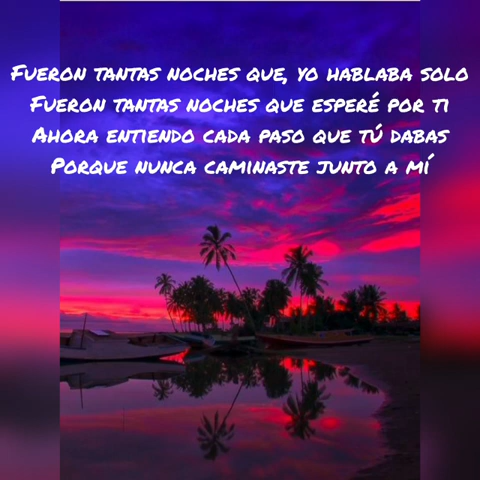 Fueron tantas noches que, yo hablaba solo
Fueron tantas noches que esperé por ti
Ahora entiendo cada paso que tú dabas
Porque nunca caminaste junto a mí